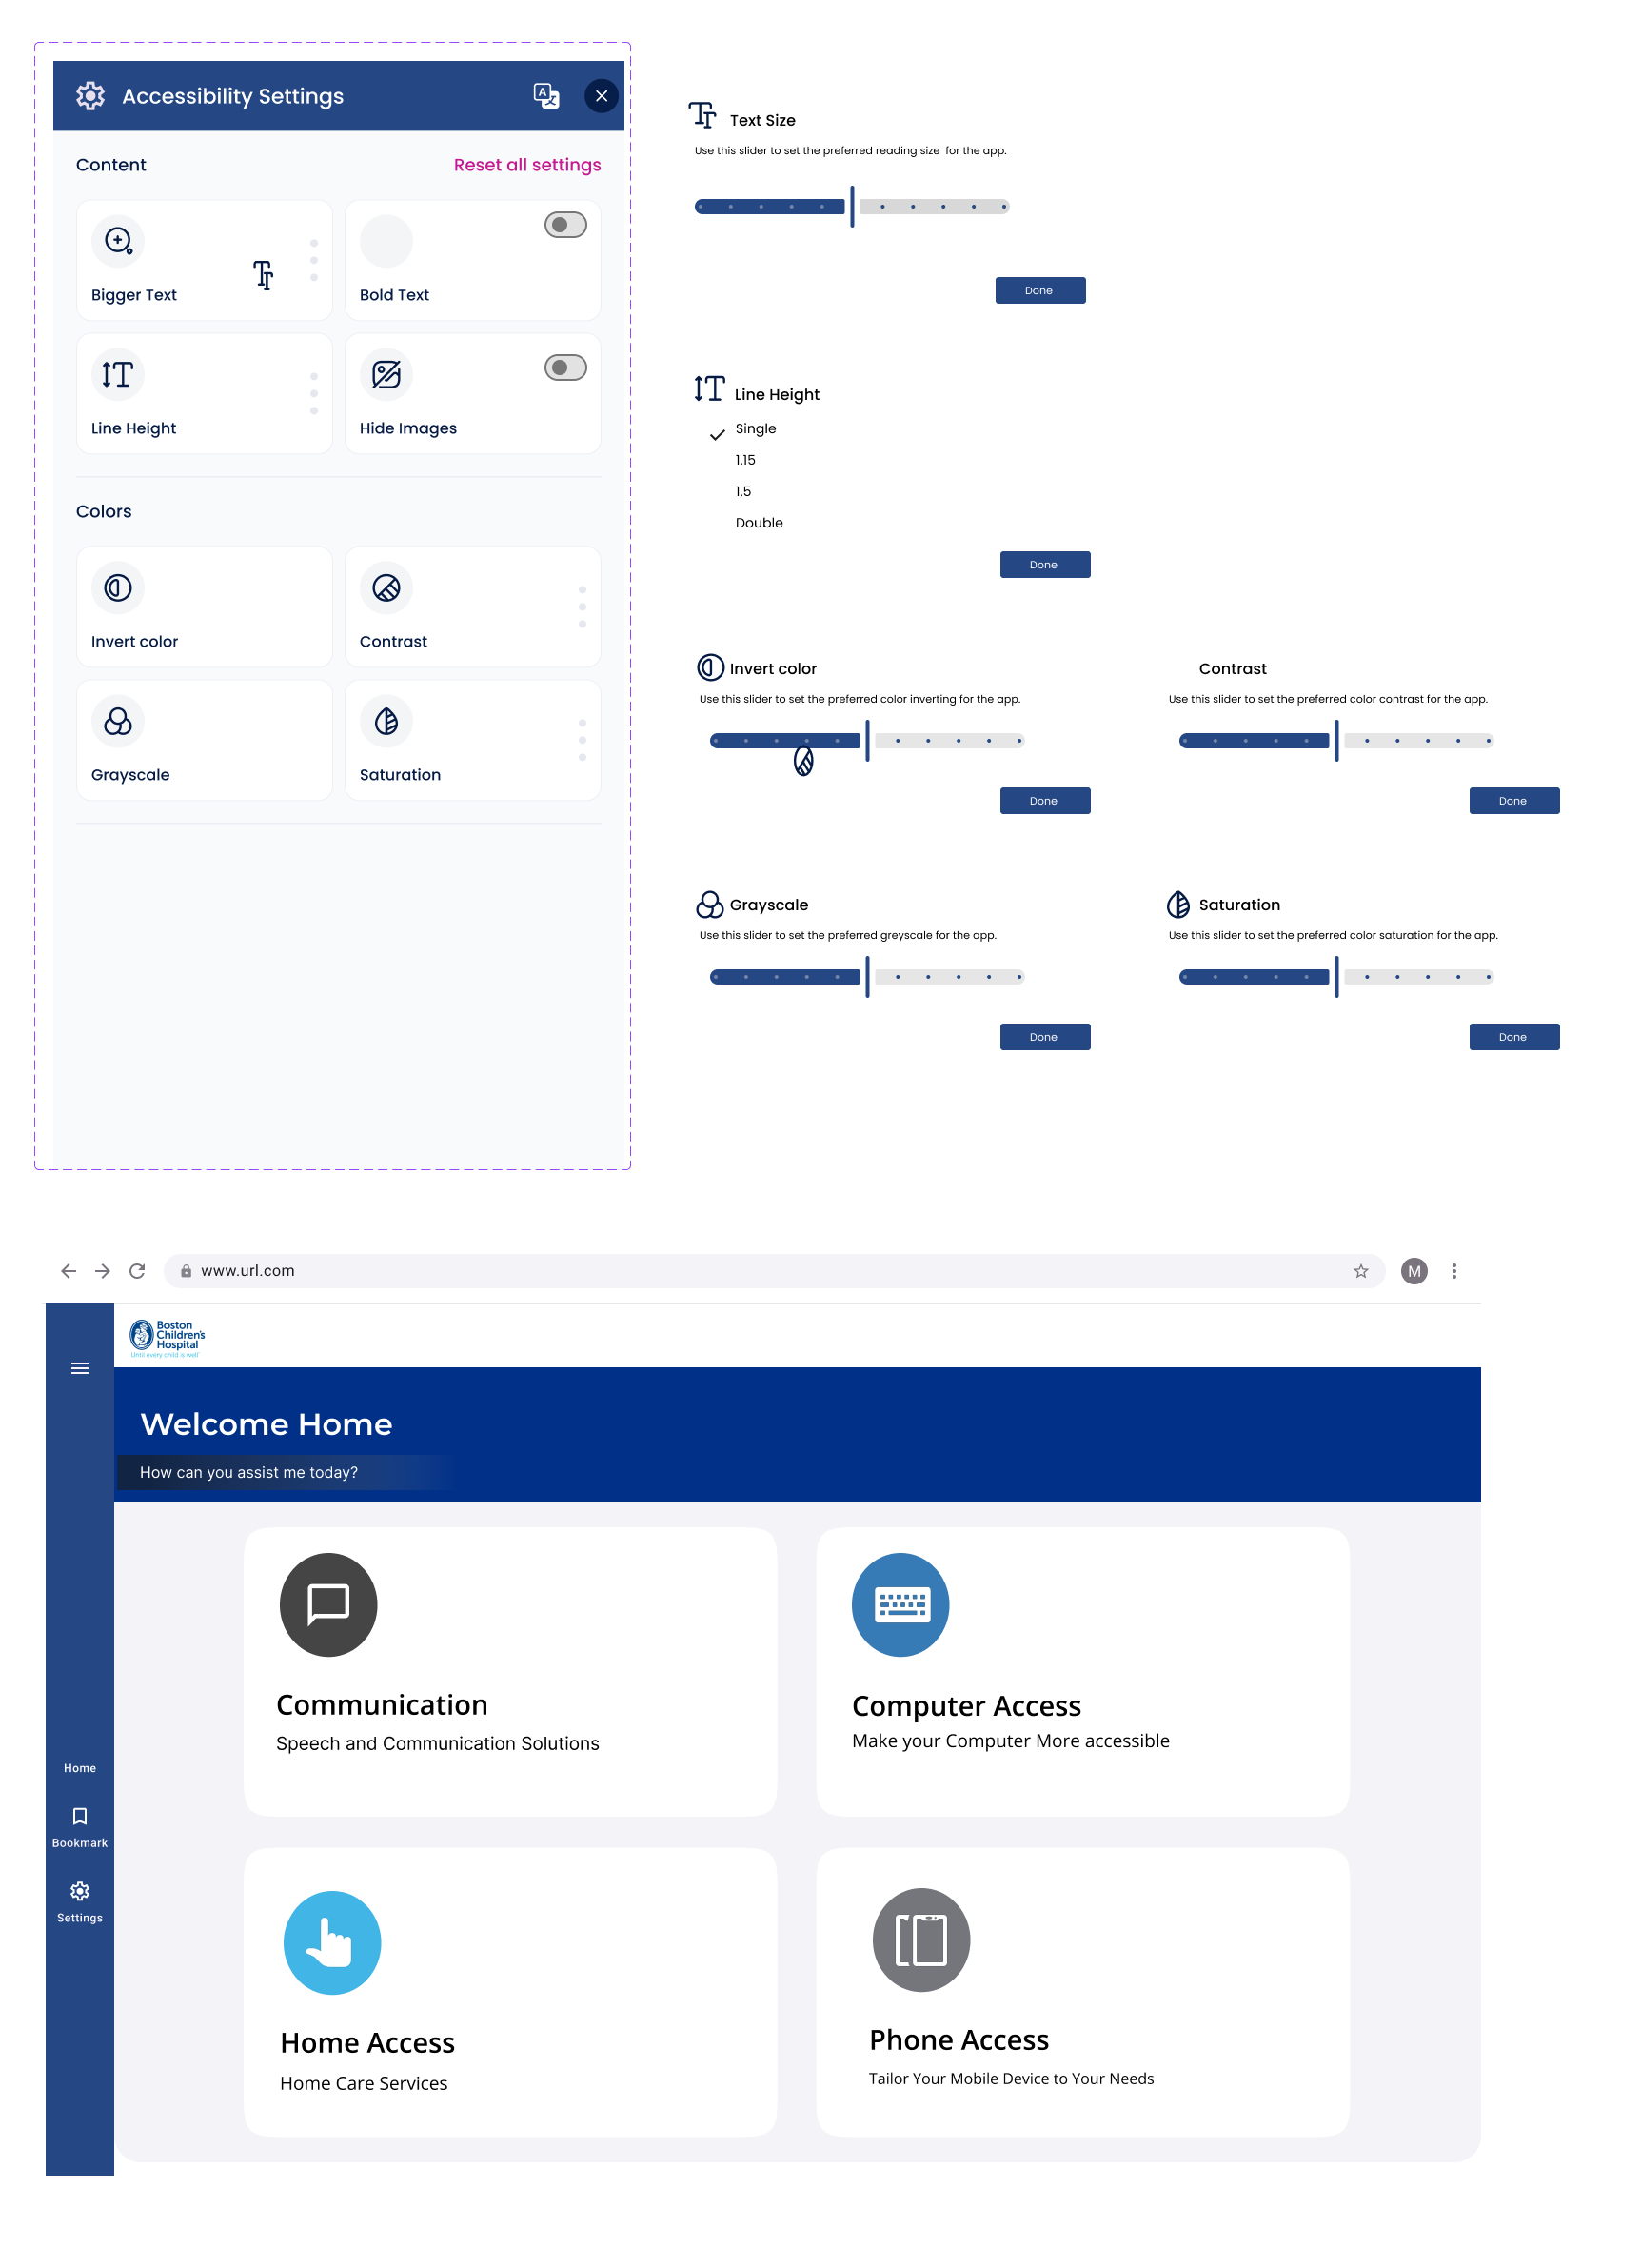 Accessibility Settings
Content
Reset all settings
Bigger Text
Bold Text
Line Height
Hide Images
Colors
Invert color
Contrast
Grayscale
Saturation
Text Size
Use this slider to set the preferred reading size for the app.
Done
Line Height
Single
1.15
1.5
Double
Done
Invert color
Use this slider to set the preferred color inverting for the app.
Done
Contrast
Use this slider to set the preferred color contrast for the app.
Done
Grayscale
Use this slider to set the preferred greyscale for the app.
Done
Saturation
Use this slider to set the preferred color saturation for the app.
Done
www.url.com
M
Boston
Children's
Hospital
Until every child is well
Welcome Home
How can you assist me today?
Home
Bookmark
Settings
Communication
Speech and Communication Solutions
Computer Access
Make your Computer More accessible
Home Access
Home Care Services
Phone Access
Tailor Your Mobile Device to Your Needs